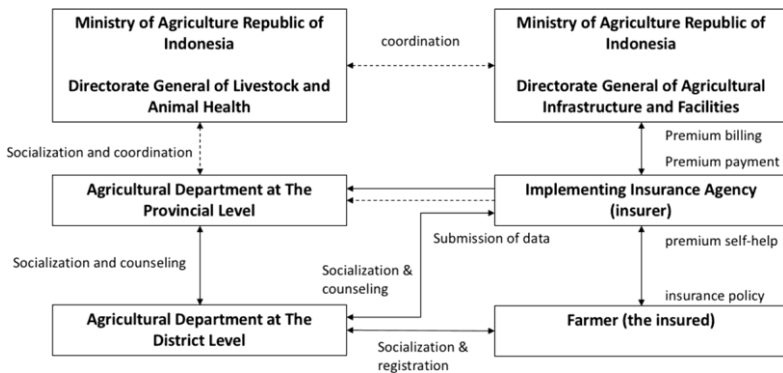 Ministry of Agriculture Republic of
Indonesia
Directorate General of Livestock and
Animal Health
coordination
Ministry of Agriculture Republic of
Indonesia
Directorate General of Agricultural
Infrastructure and Facilities
Socialization and coordination
Premium billing
Premium payment
Agricultural Department at The
Provincial Level
Implementing Insurance Agency
(insurer)
Submission of data
premium self-help
Socialization and counseling
Socialization &
counseling
insurance policy
Agricultural Department at The
District Level
Farmer (the insured)
Socialization &
registration